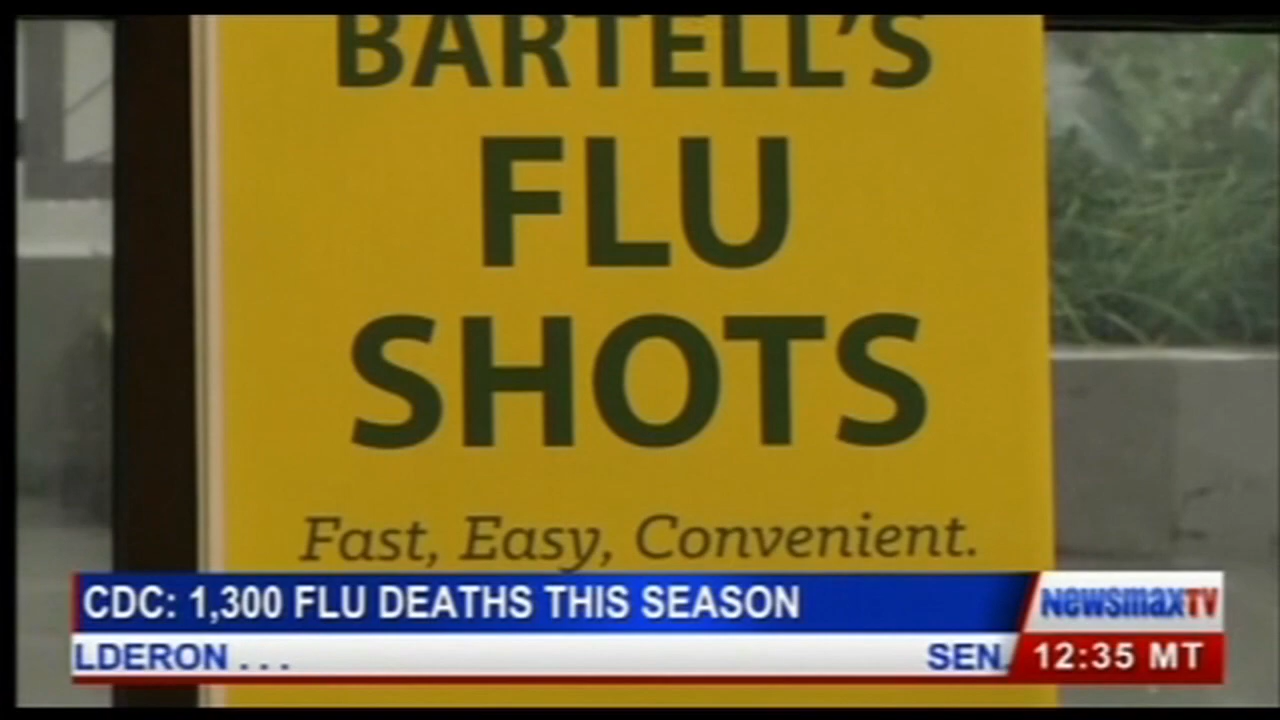 BARTELL'S
FLU
SHOTS
Fast, Easy, Convenient.
CDC: 1,300 FLU DEATHS THIS SEASON
NewsmaxTV
LDERON . . .
SEN.
12:35 MT